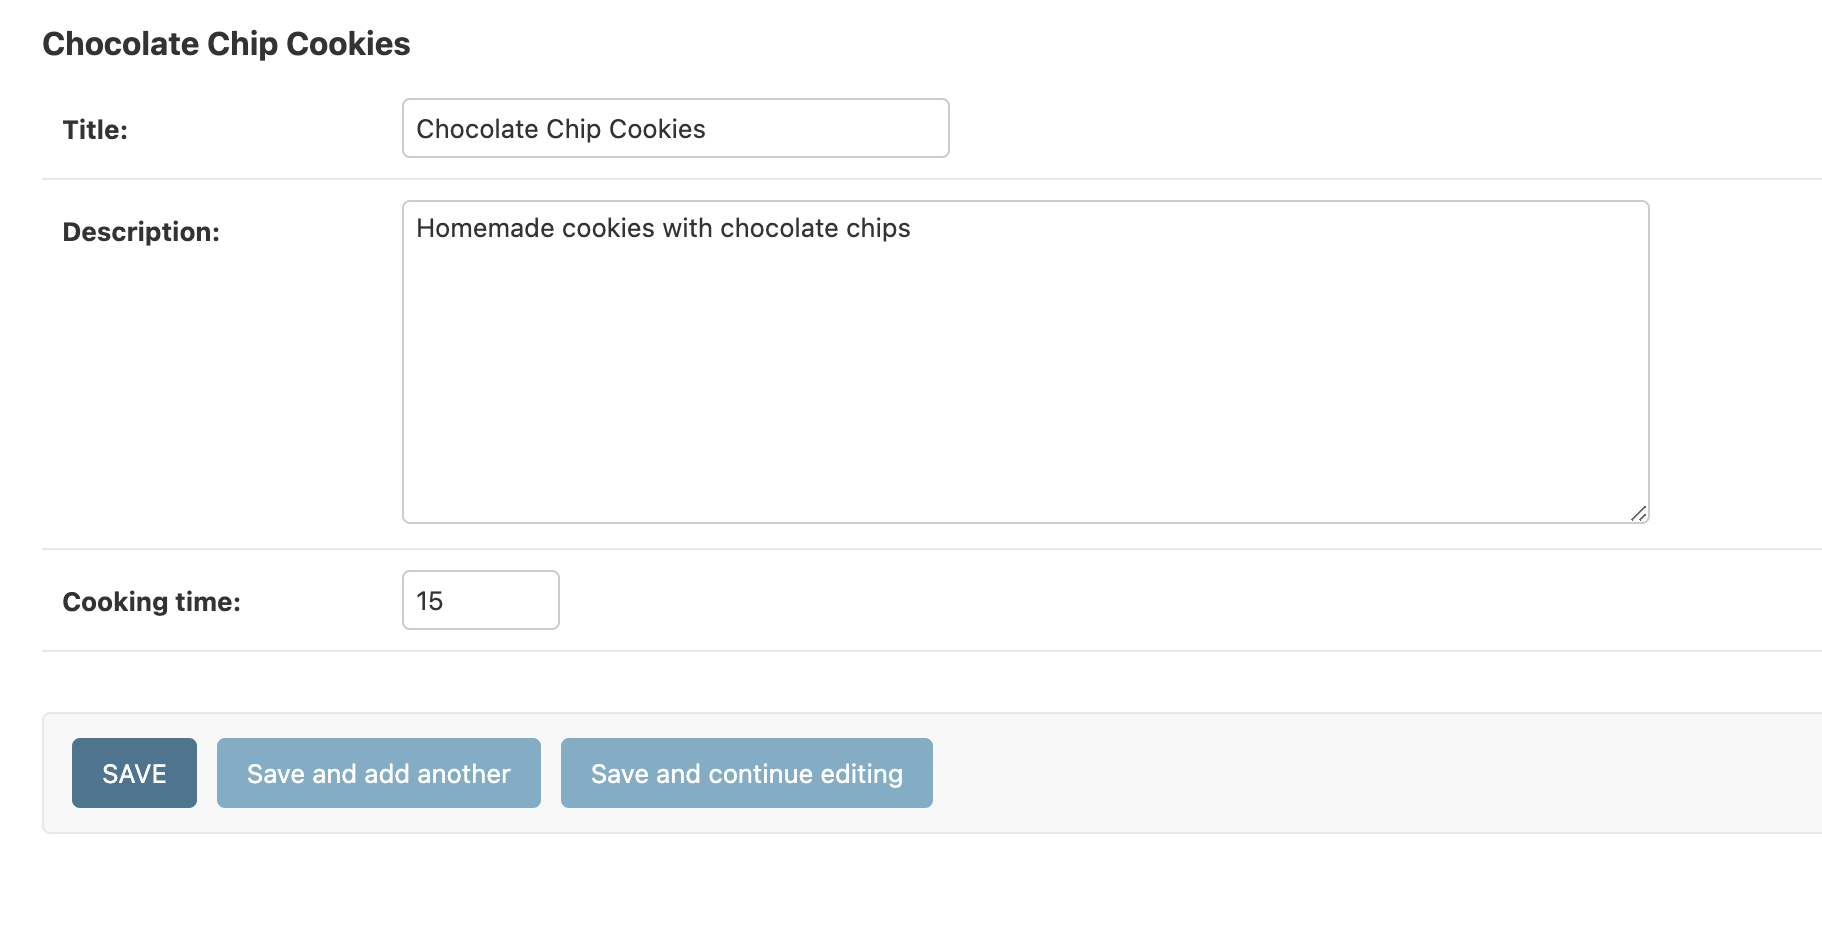 Chocolate Chip Cookies
Title: Chocolate Chip Cookies
Description: Homemade cookies with chocolate chips
Cooking time: 15
SAVE Save and add another Save and continue editing